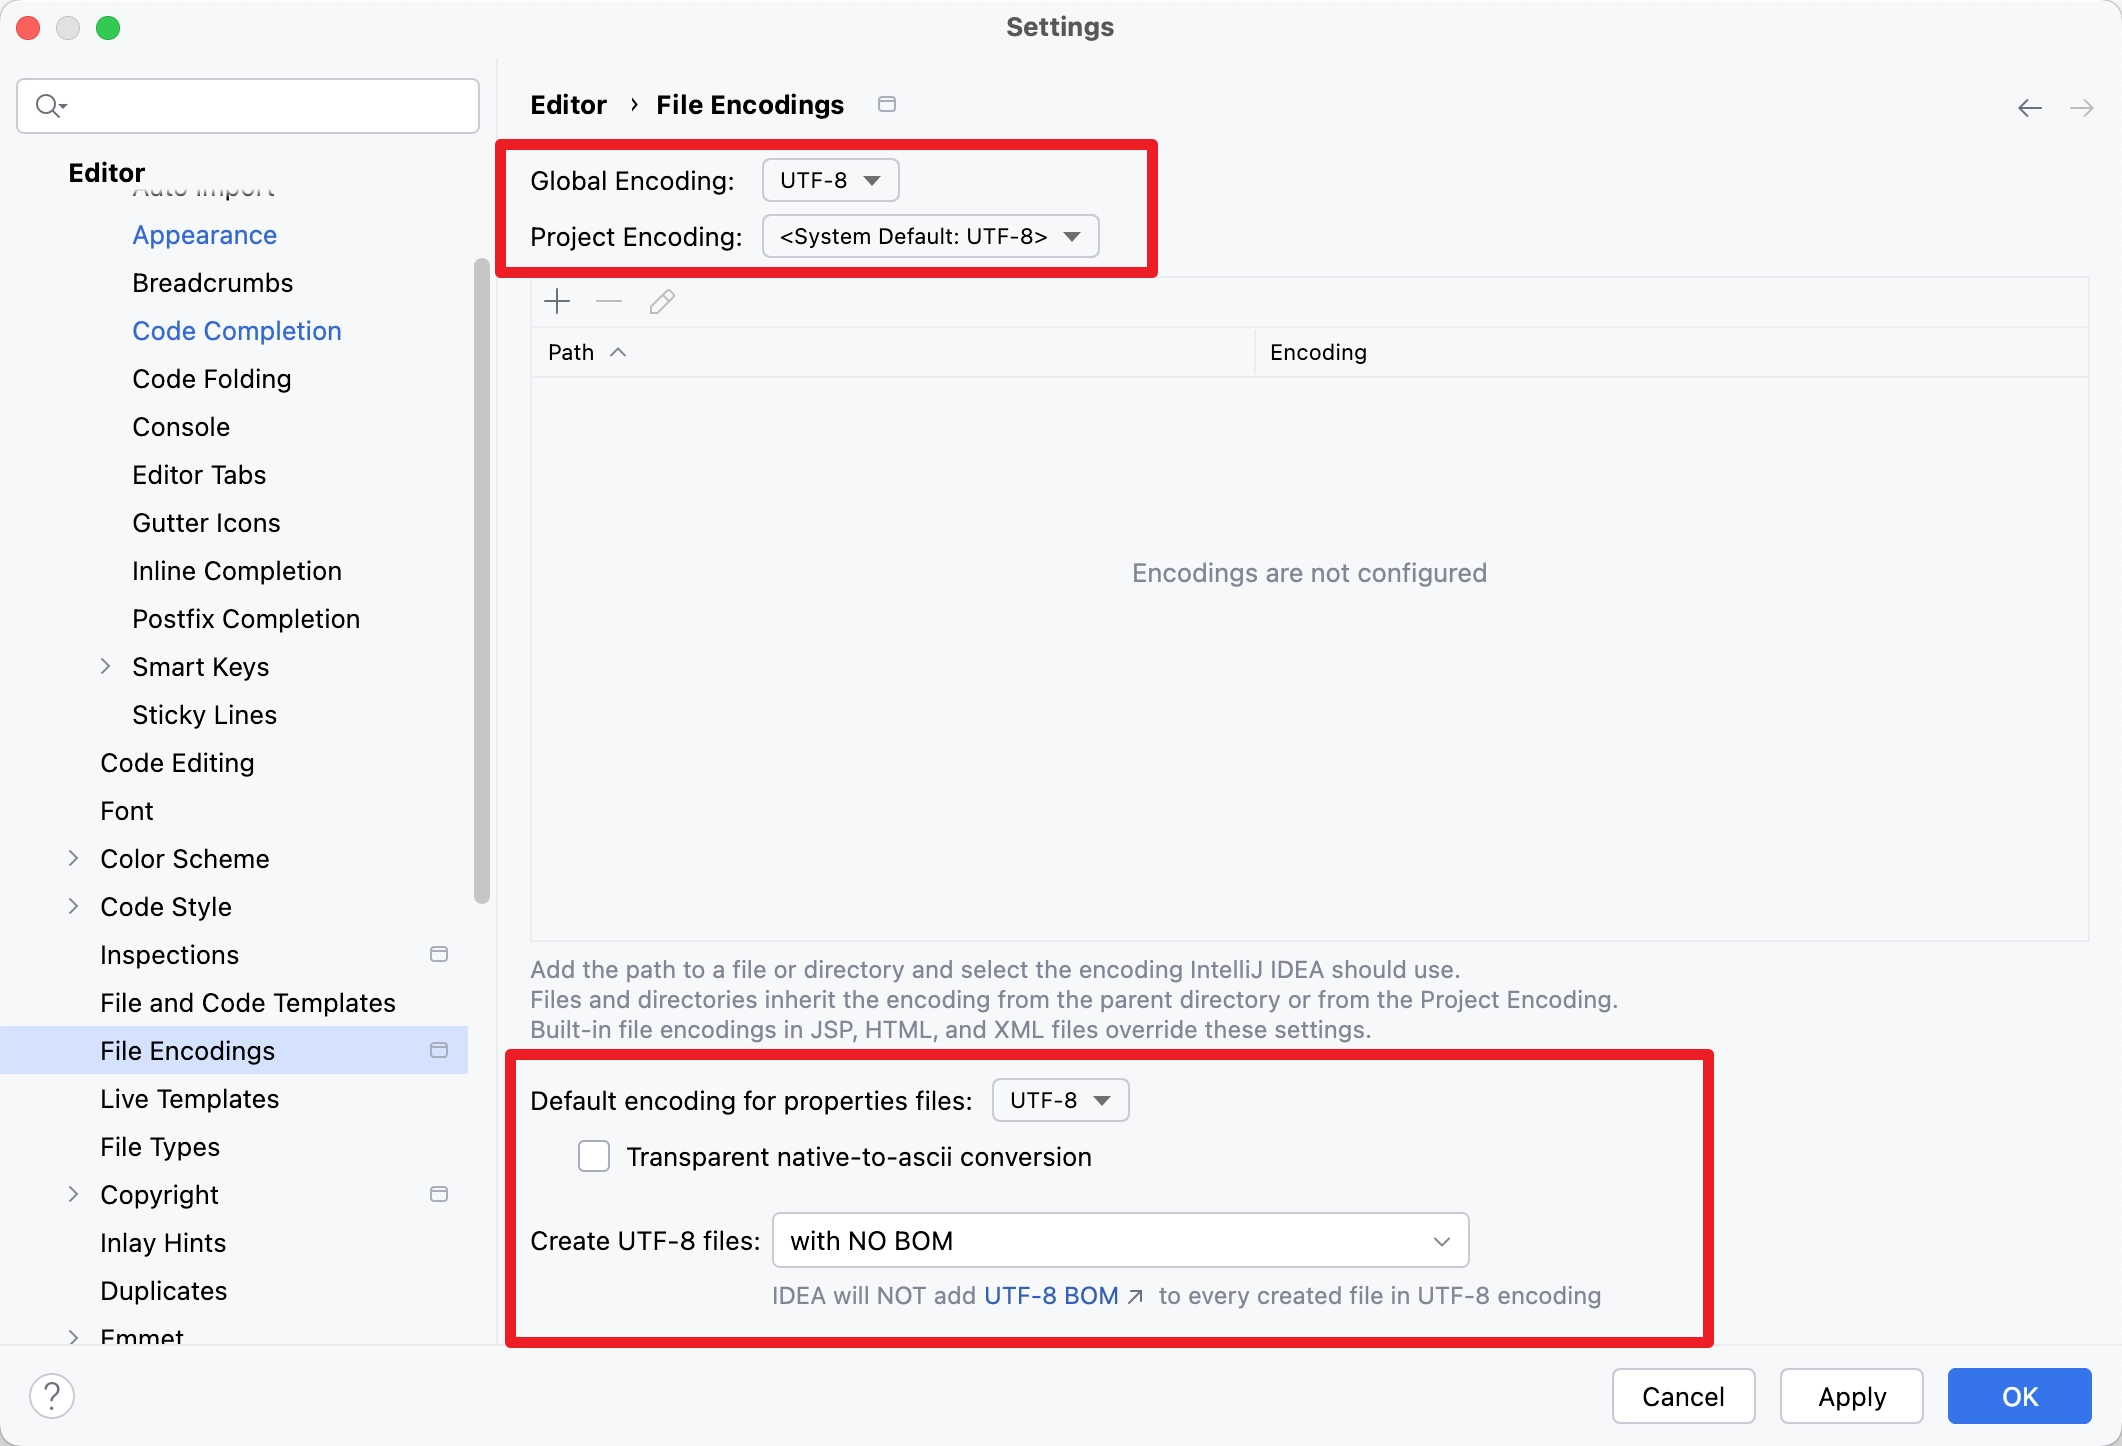 Settings
Editor
Auto Import
Appearance
Breadcrumbs
Code Completion
Code Folding
Console
Editor Tabs
Gutter Icons
Inline Completion
Postfix Completion
Smart Keys
Sticky Lines
Code Editing
Font
Color Scheme
Code Style
Inspections
File and Code Templates
File Encodings
Live Templates
File Types
Copyright
Inlay Hints
Duplicates
Emmet
Editor › File Encodings
Global Encoding: UTF-8
Project Encoding: <System Default: UTF-8>
Path Encoding
Encodings are not configured
Add the path to a file or directory and select the encoding IntelliJ IDEA should use.
Files and directories inherit the encoding from the parent directory or from the Project Encoding.
Built-in file encodings in JSP, HTML, and XML files override these settings.
Default encoding for properties files: UTF-8
Transparent native-to-ascii conversion
Create UTF-8 files: with NO BOM
IDEA will NOT add UTF-8 BOM ↗ to every created file in UTF-8 encoding
?
Cancel Apply OK